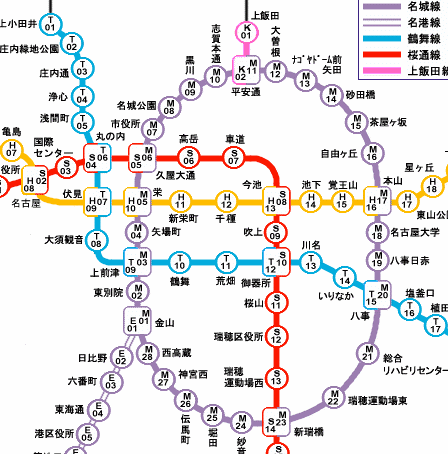 名城線
名港線
鶴舞線
桜通線
上飯田線
上小田井
T
01
庄内緑地公園
T
02
庄内通
T
03
浄心
T
04
浅間町
T
05
上飯田
K
01
志賀本通
M
10
K
02
M
11
平安通
大曽根
M
12
ナゴヤドーム前
矢田
M
13
砂田橋
M
14
茶屋ヶ坂
M
15
自由ヶ丘
M
16
黒川
M
09
名城公園
M
08
市役所
M
07
亀島
H
07
国際
センター
S
03
丸の内
S
04
T
06
S
05
M
06
久屋大通
高岳
S
06
車道
S
07
役所
H
08
S
02
名古屋
伏見
H
09
T
07
H
10
M
05
栄
H
11
新栄町
H
12
千種
今池
H
13
S
08
池下
H
14
覚王山
H
15
本山
H
16
M
17
星ヶ丘
H
17
東山公園
大須観音
T
08
M
04
矢場町
吹上
S
09
M
18
名古屋大学
上前津
T
09
M
03
T
10
鶴舞
T
11
荒畑
T
12
S
10
御器所
川名
T
13
T
14
いりなか
M
19
八事日赤
T
15
M
20
八事
塩釜口
T
16
植田
T
17
東別院
M
02
E
01
M
01
金山
桜山
S
11
瑞穂区役所
S
12
瑞穂
運動場西
S
13
M
21
総合
リハビリセンター
日比野
E
02
M
28
西高蔵
六番町
E
03
M
27
神宮西
東海通
E
04
M
26
伝馬町
M
25
堀田
M
24
妙音
S
14
M
23
新瑞橋
M
22
瑞穂運動場東
港区役所
E
05